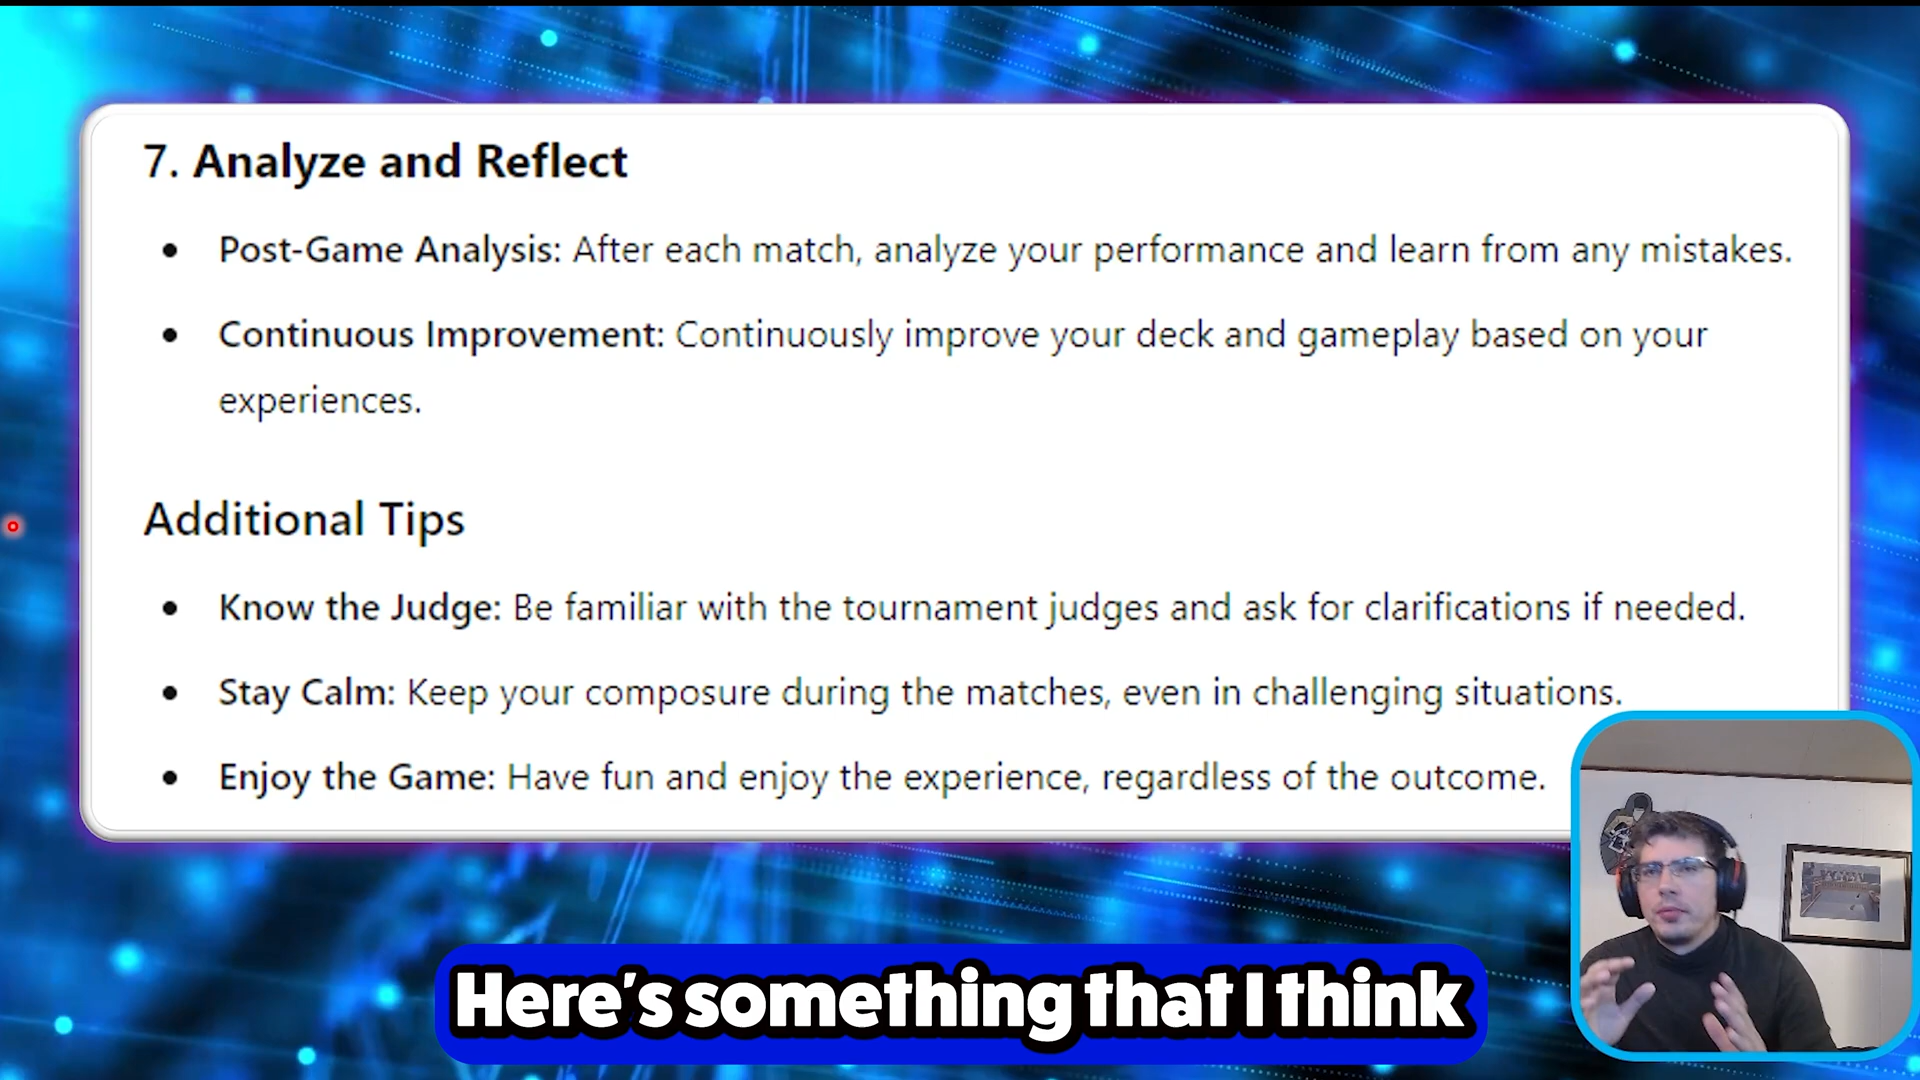 7. Analyze and Reflect
Post-Game Analysis: After each match, analyze your performance and learn from any mistakes.
Continuous Improvement: Continuously improve your deck and gameplay based on your
experiences.
Additional Tips
Know the Judge: Be familiar with the tournament judges and ask for clarifications if needed.
Stay Calm: Keep your composure during the matches, even in challenging situations.
Enjoy the Game: Have fun and enjoy the experience, regardless of the outcome.
Here's something that I think